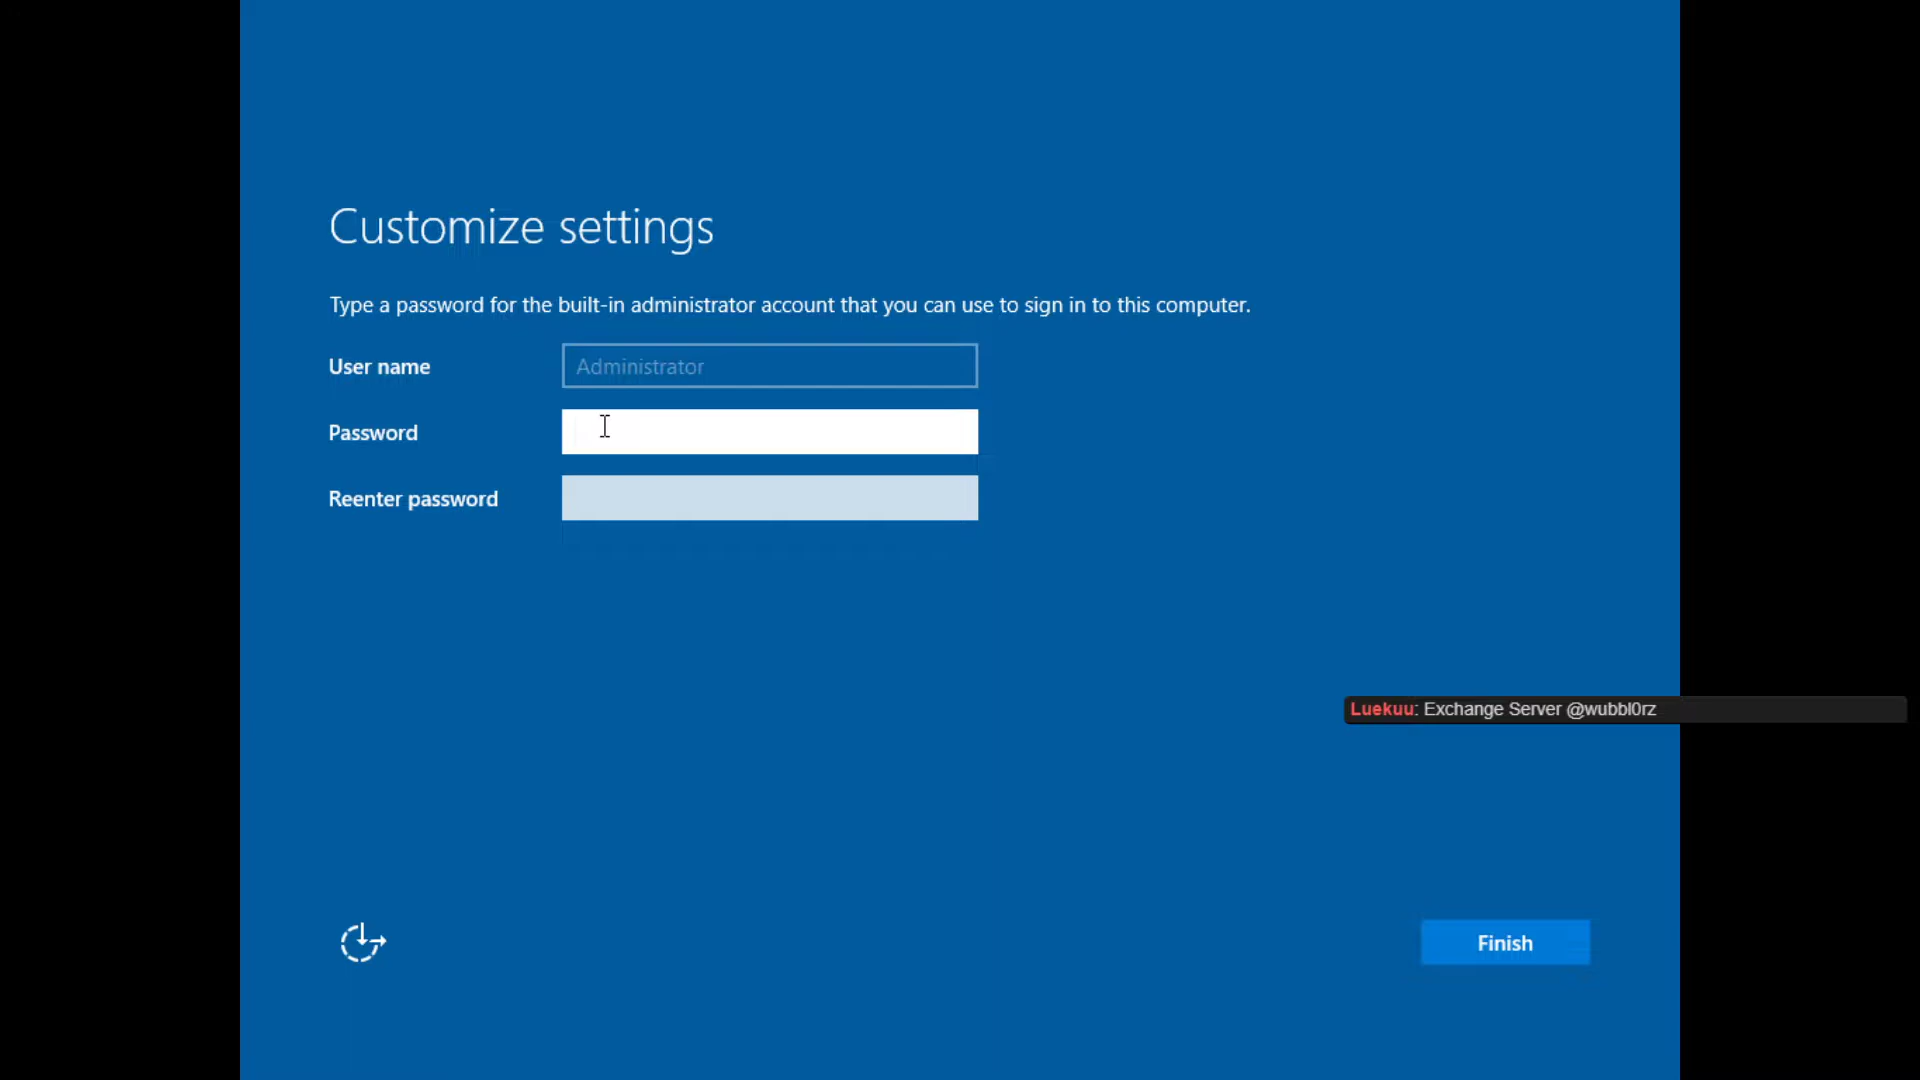 Customize settings
Type a password for the built-in administrator account that you can use to sign in to this computer.
User name
Administrator
Password
Reenter password
Luekuu: Exchange Server @wubbl0rz
Finish